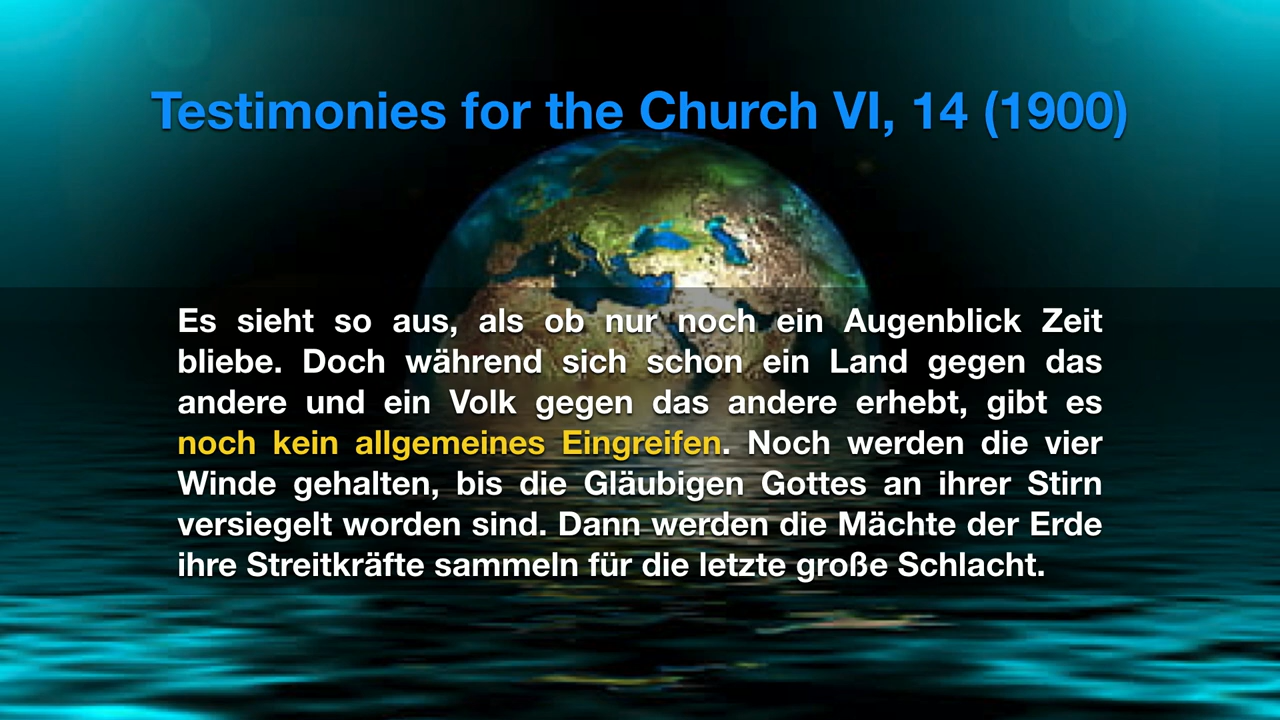 Testimonies for the Church VI, 14 (1900)
Es sieht so aus, als ob nur noch ein Augenblick Zeit
bliebe. Doch während sich schon ein Land gegen das
andere und ein Volk gegen das andere erhebt, gibt es
noch kein allgemeines Eingreifen. Noch werden die vier
Winde gehalten, bis die Gläubigen Gottes an ihrer Stirn
versiegelt worden sind. Dann werden die Mächte der Erde
ihre Streitkräfte sammeln für die letzte große Schlacht.